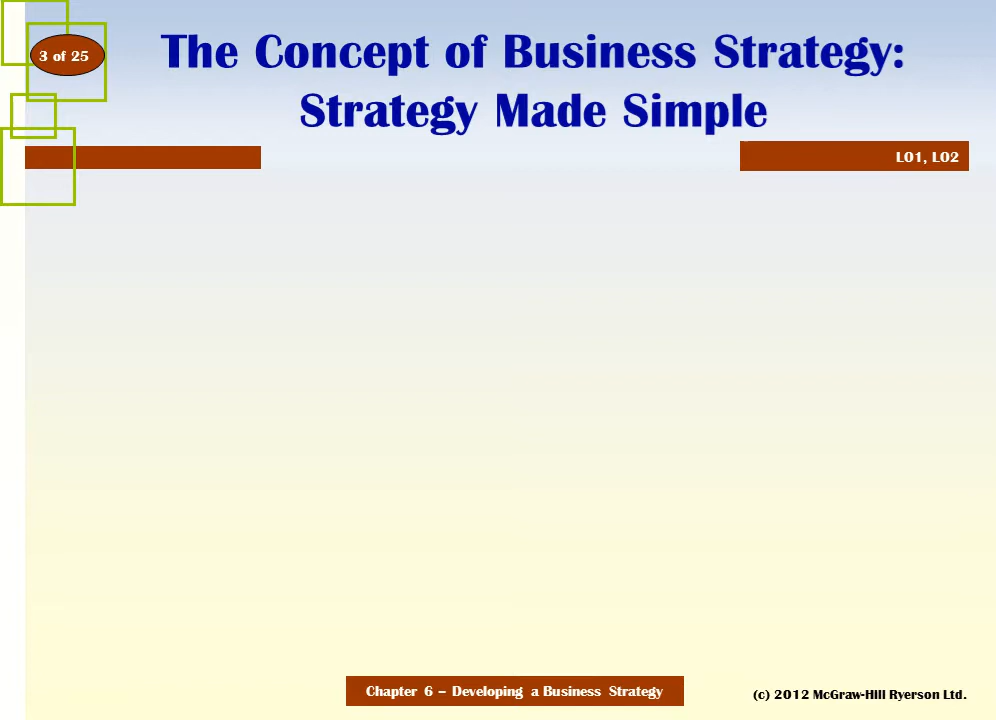 3 of 25
The Concept of Business Strategy:
Strategy Made Simple
LO1, LO2
Chapter 6 – Developing a Business Strategy
(c) 2012 McGraw-Hill Ryerson Ltd.